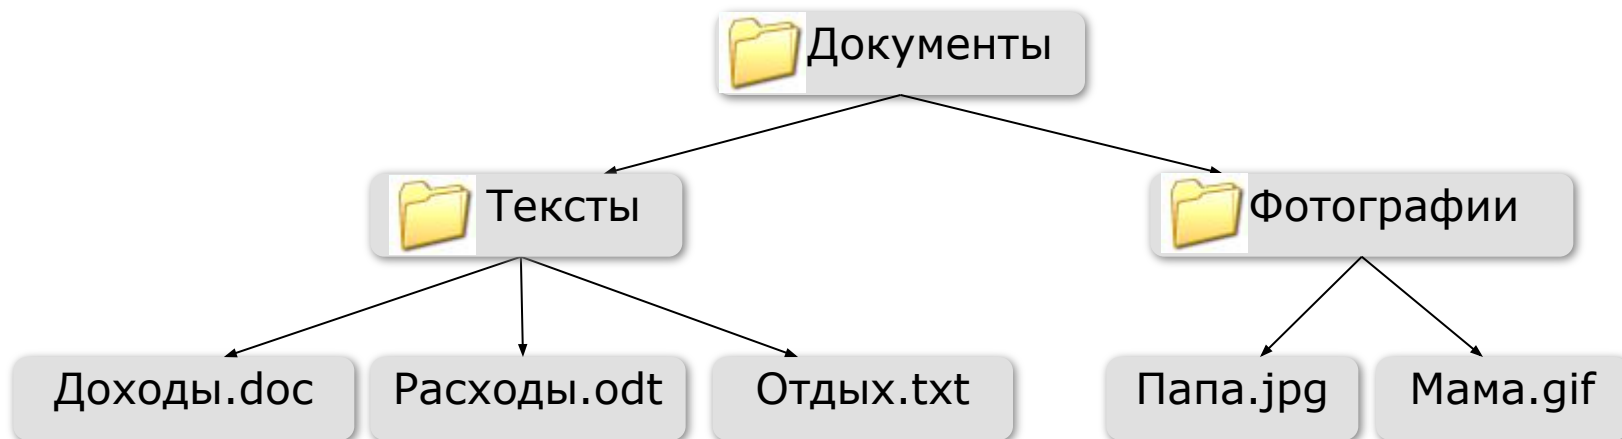 Документы
Тексты
Фотографии
Доходы.doc
Расходы.odt
Отдых.txt
Папа.jpg
Мама.gif